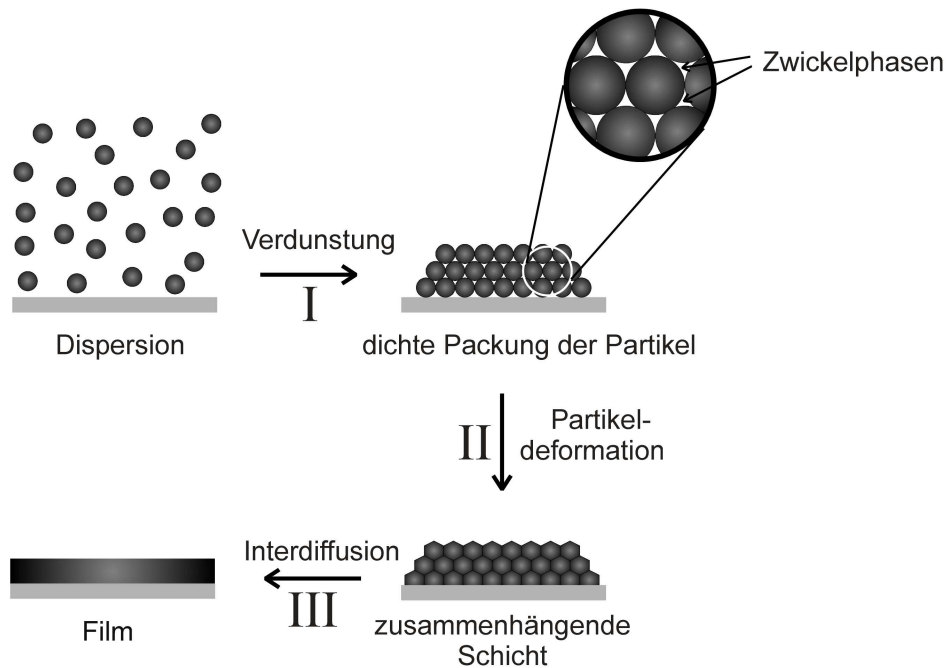 Zwickelphasen
Verdunstung
I
Dispersion
dichte Packung der Partikel
II
Partikel-
deformation
Interdiffusion
III
Film
zusammenhängende
Schicht